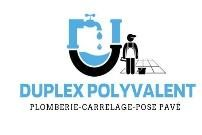 DUPLEX POLYVALENT
PLOMBERIE-CARRELAGE-POSE PAVÉ